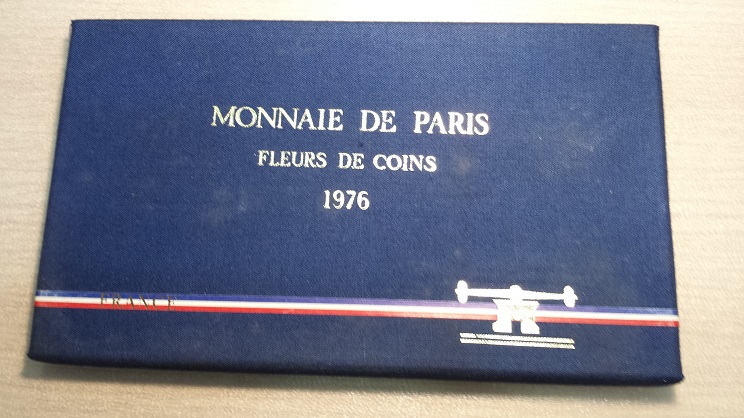 MONNAIE DE PARIS
FLEURS DE COINS
1976
FRANCE